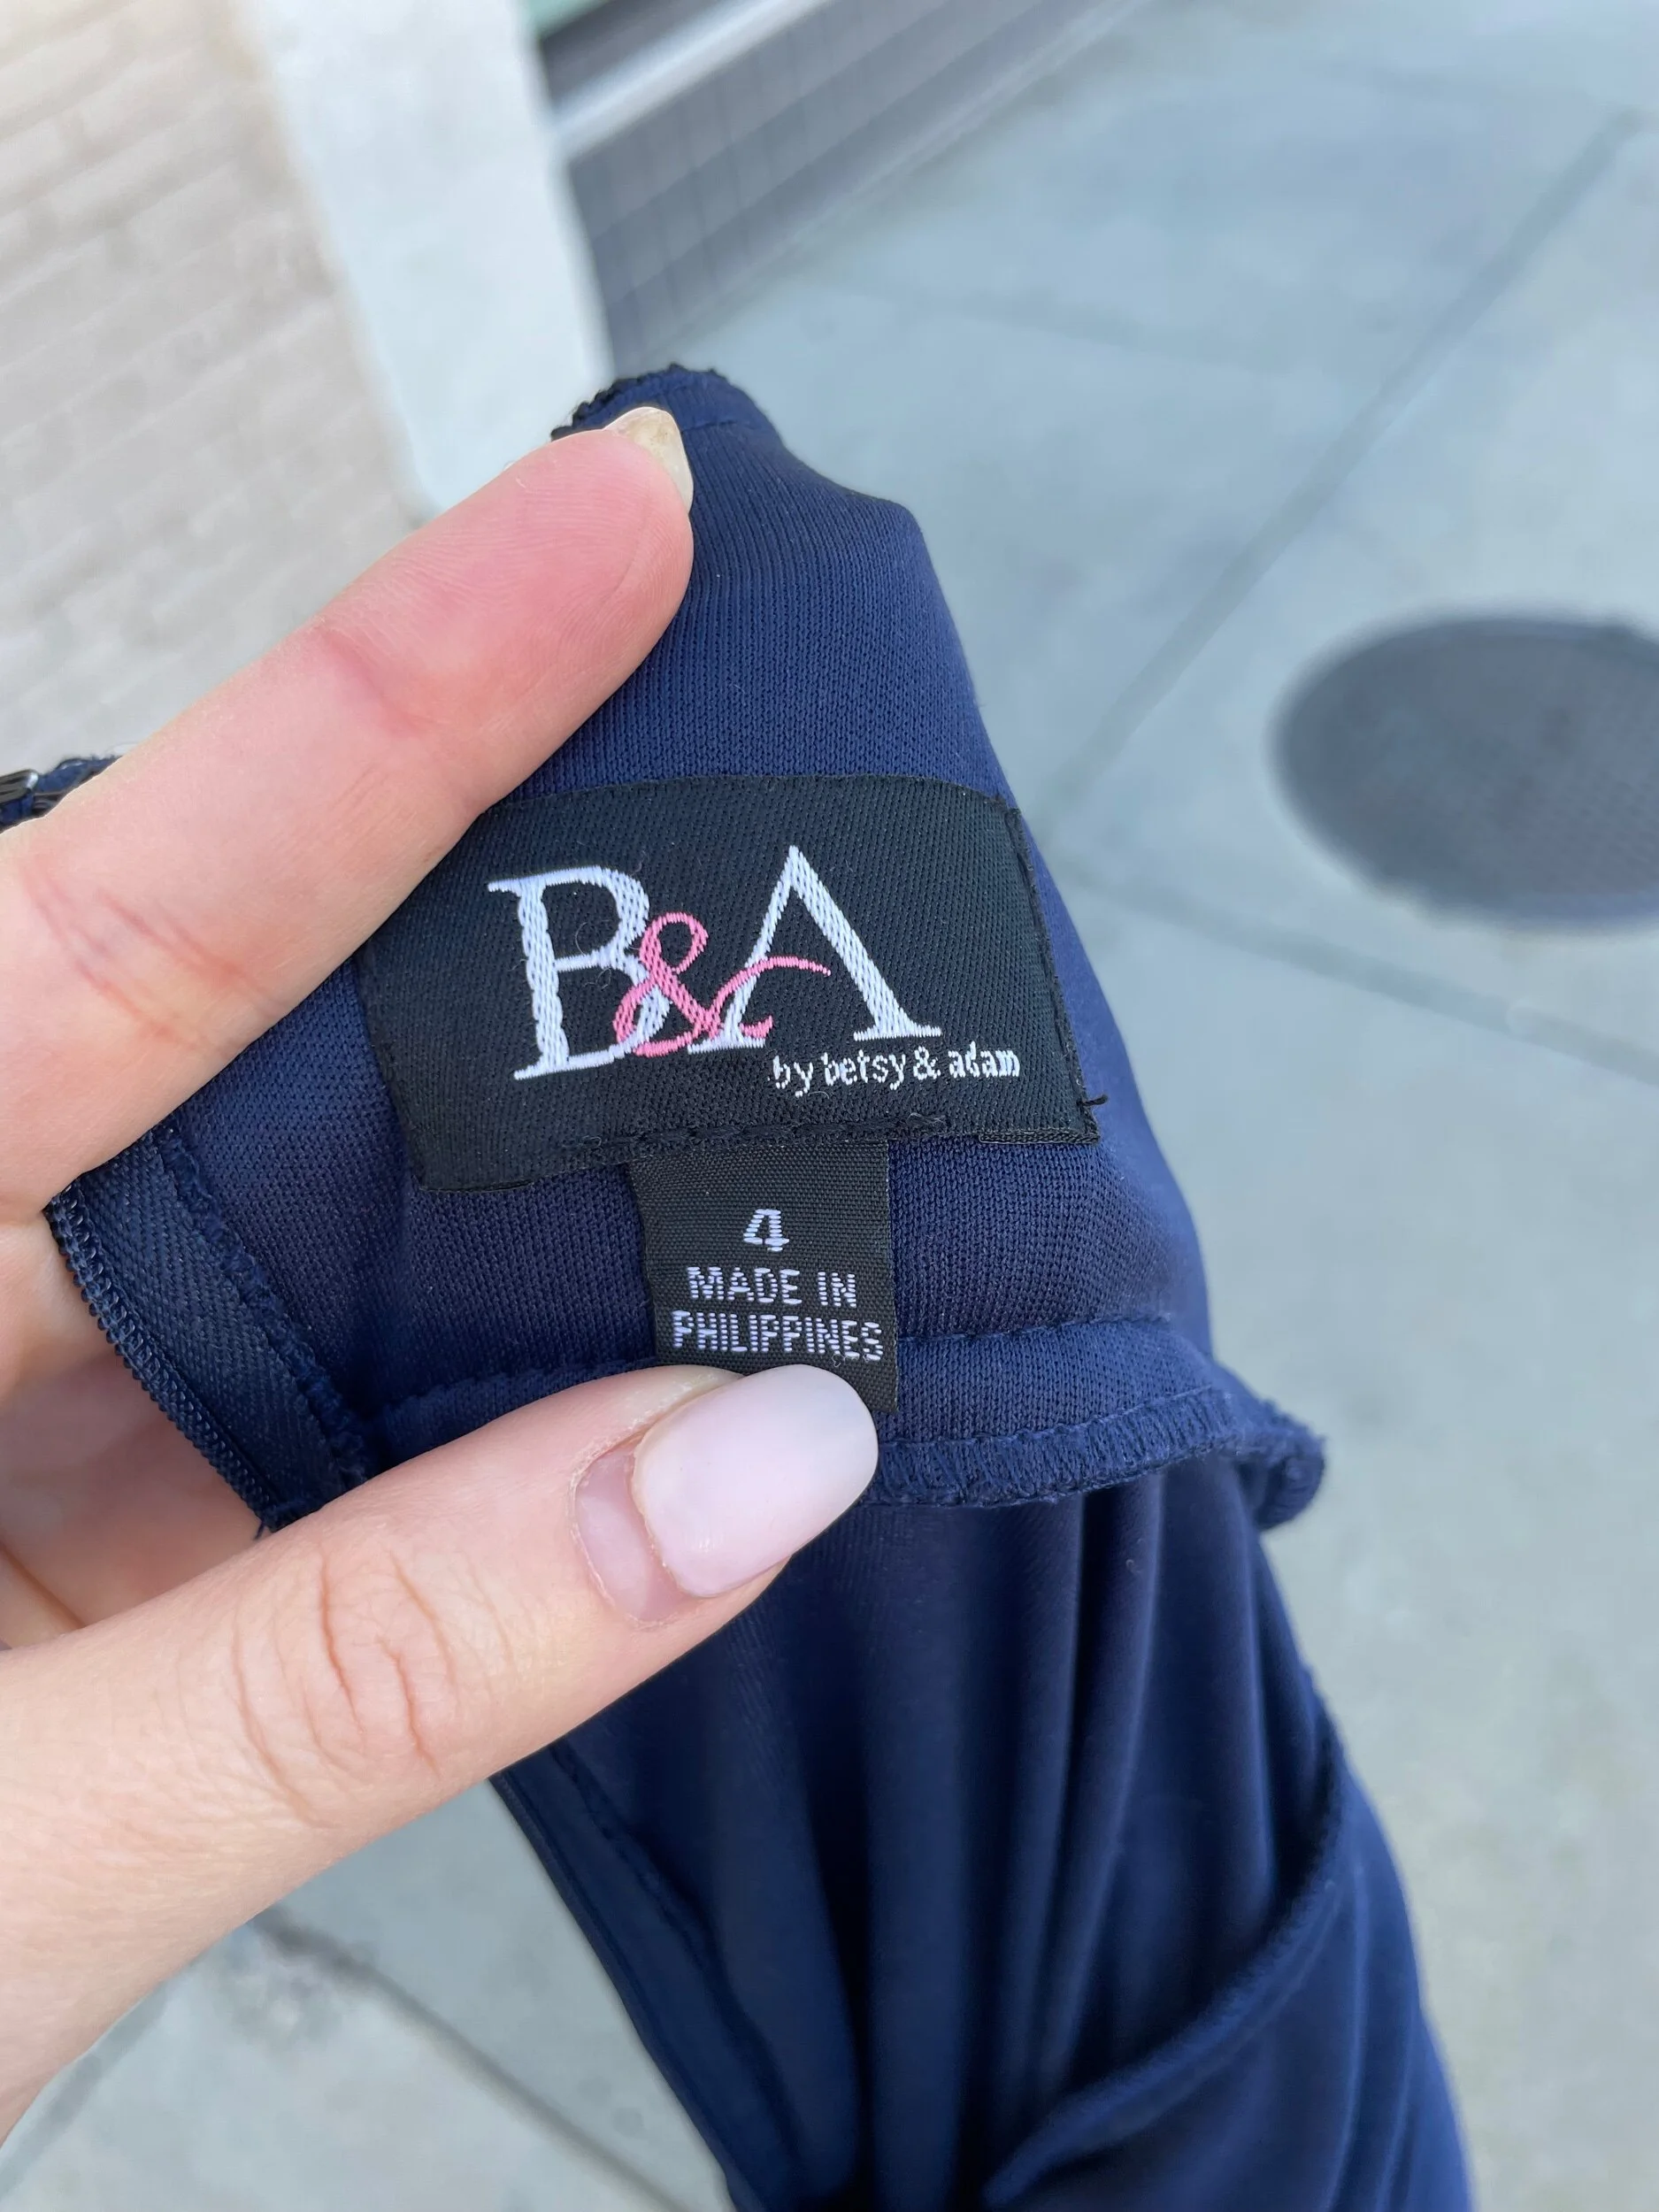 B&A
by betsy & adam
4
MADE IN
PHILIPPINES